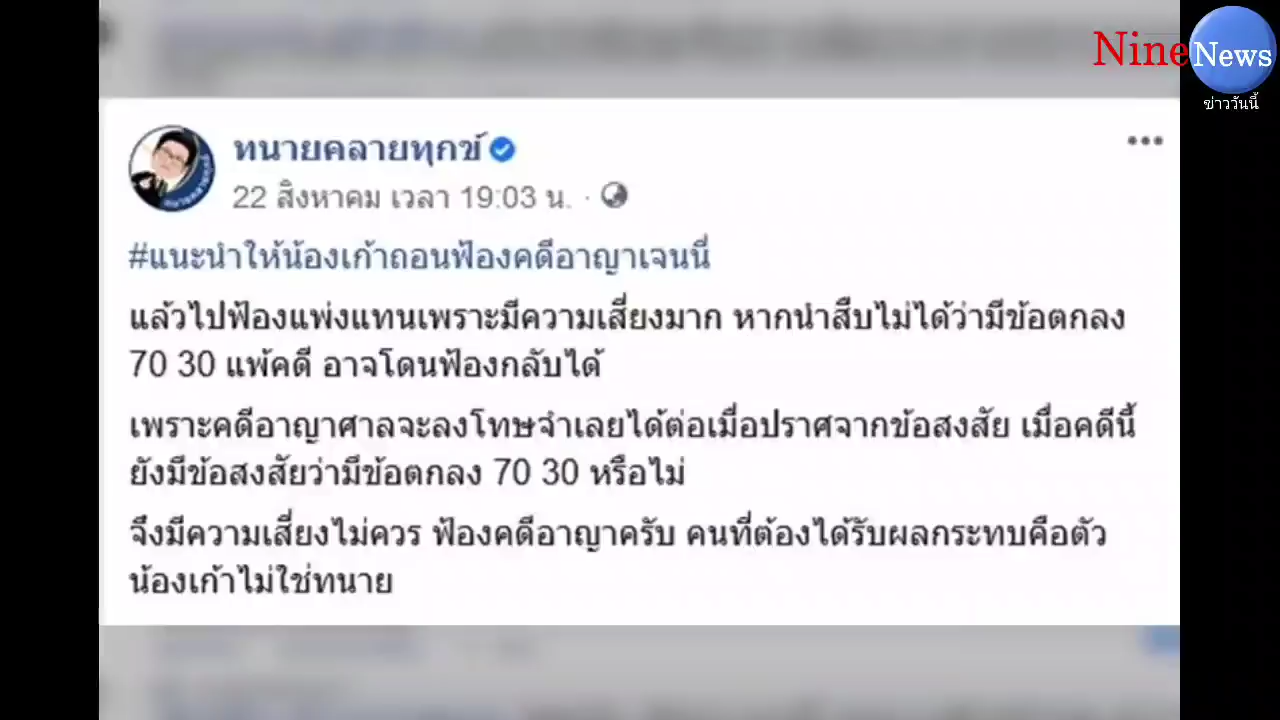 NineNews
ข่าววันนี้
ทนายคลายทุกข์
22 สิงหาคม เวลา 19:03 น. ·
#แนะนำให้น้องเก้าถอนฟ้องคดีอาญาเจนนี่
แล้วไปฟ้องแพ่งแทนเพราะมีความเสี่ยงมาก หากนำสืบไม่ได้ว่ามีข้อตกลง
70 30 แพ้คดี อาจโดนฟ้องกลับได้
เพราะคดีอาญาศาลจะลงโทษจำเลยได้ต่อเมื่อปราศจากข้อสงสัย เมื่อคดีนี้
ยังมีข้อสงสัยว่ามีข้อตกลง 70 30 หรือไม่
จึงมีความเสี่ยงไม่ควร ฟ้องคดีอาญาครับ คนที่ต้องได้รับผลกระทบคือตัว
น้องเก้าไม่ใช่ทนาย